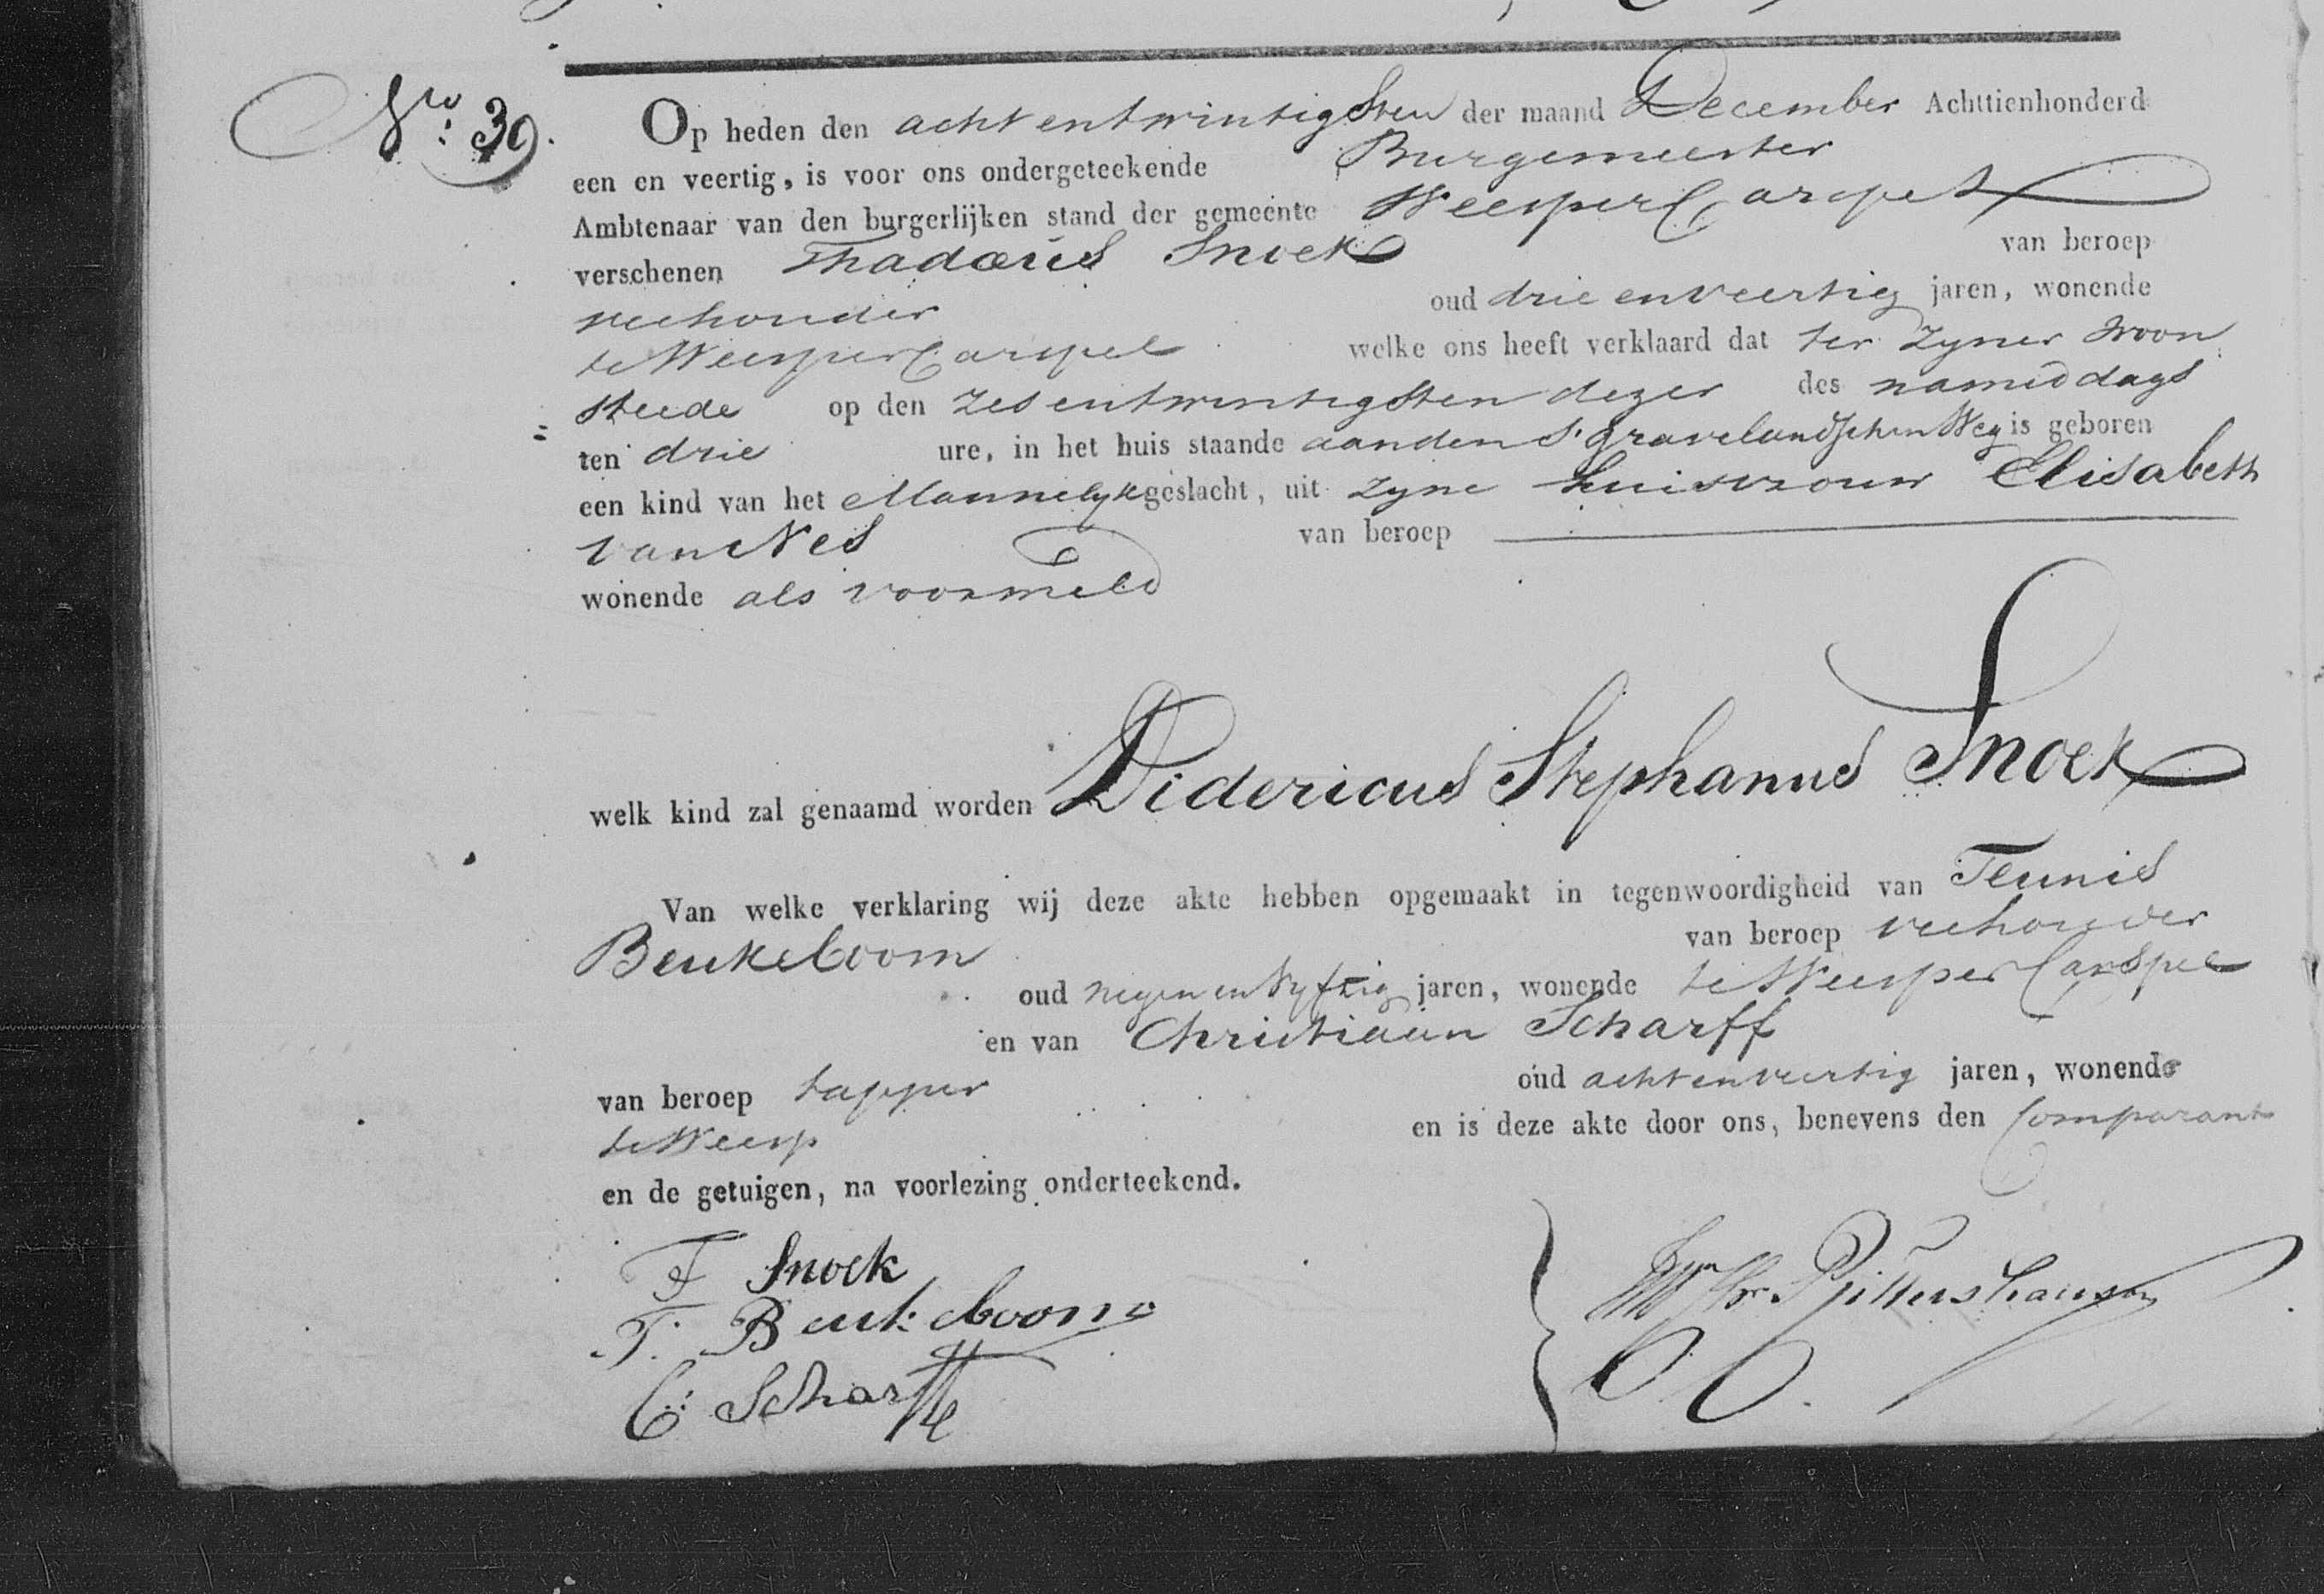 No: 39.
Op heden den achtentwintigsten der maand December Achttienhonderd
een en veertig, is voor ons ondergeteekende Burgemeester
Ambtenaar van den burgerlijken stand der gemeente WeesperCarspel
verschenen Thadæus Snoek van beroep
veehouder oud drie en veertig jaren, wonende
te WeesperCarspel welke ons heeft verklaard dat ter zyner woon
stede op den zesentwintigsten dezer des namiddags
ten drie ure, in het huis staande aan den s'Gravelandschen Weg is geboren
een kind van het Mannelyk geslacht, uit zyne huisvrouw Elisabeth
van Nes van beroep
wonende als voormeld
welk kind zal genaamd worden Didericus Stephanus Snoek
Van welke verklaring wij deze akte hebben opgemaakt in tegenwoordigheid van Teunis
Beukeboom van beroep veehouder
oud negen en vyftig jaren, wonende te Weesper Carspel
en van Christiaan Scharff
van beroep tapper oud achtenveertig jaren, wonende
te Weesp en is deze akte door ons, benevens den Comparant
en de getuigen, na voorlezing onderteekend.
T Snoek
T. Beukeboom
C: Scharff